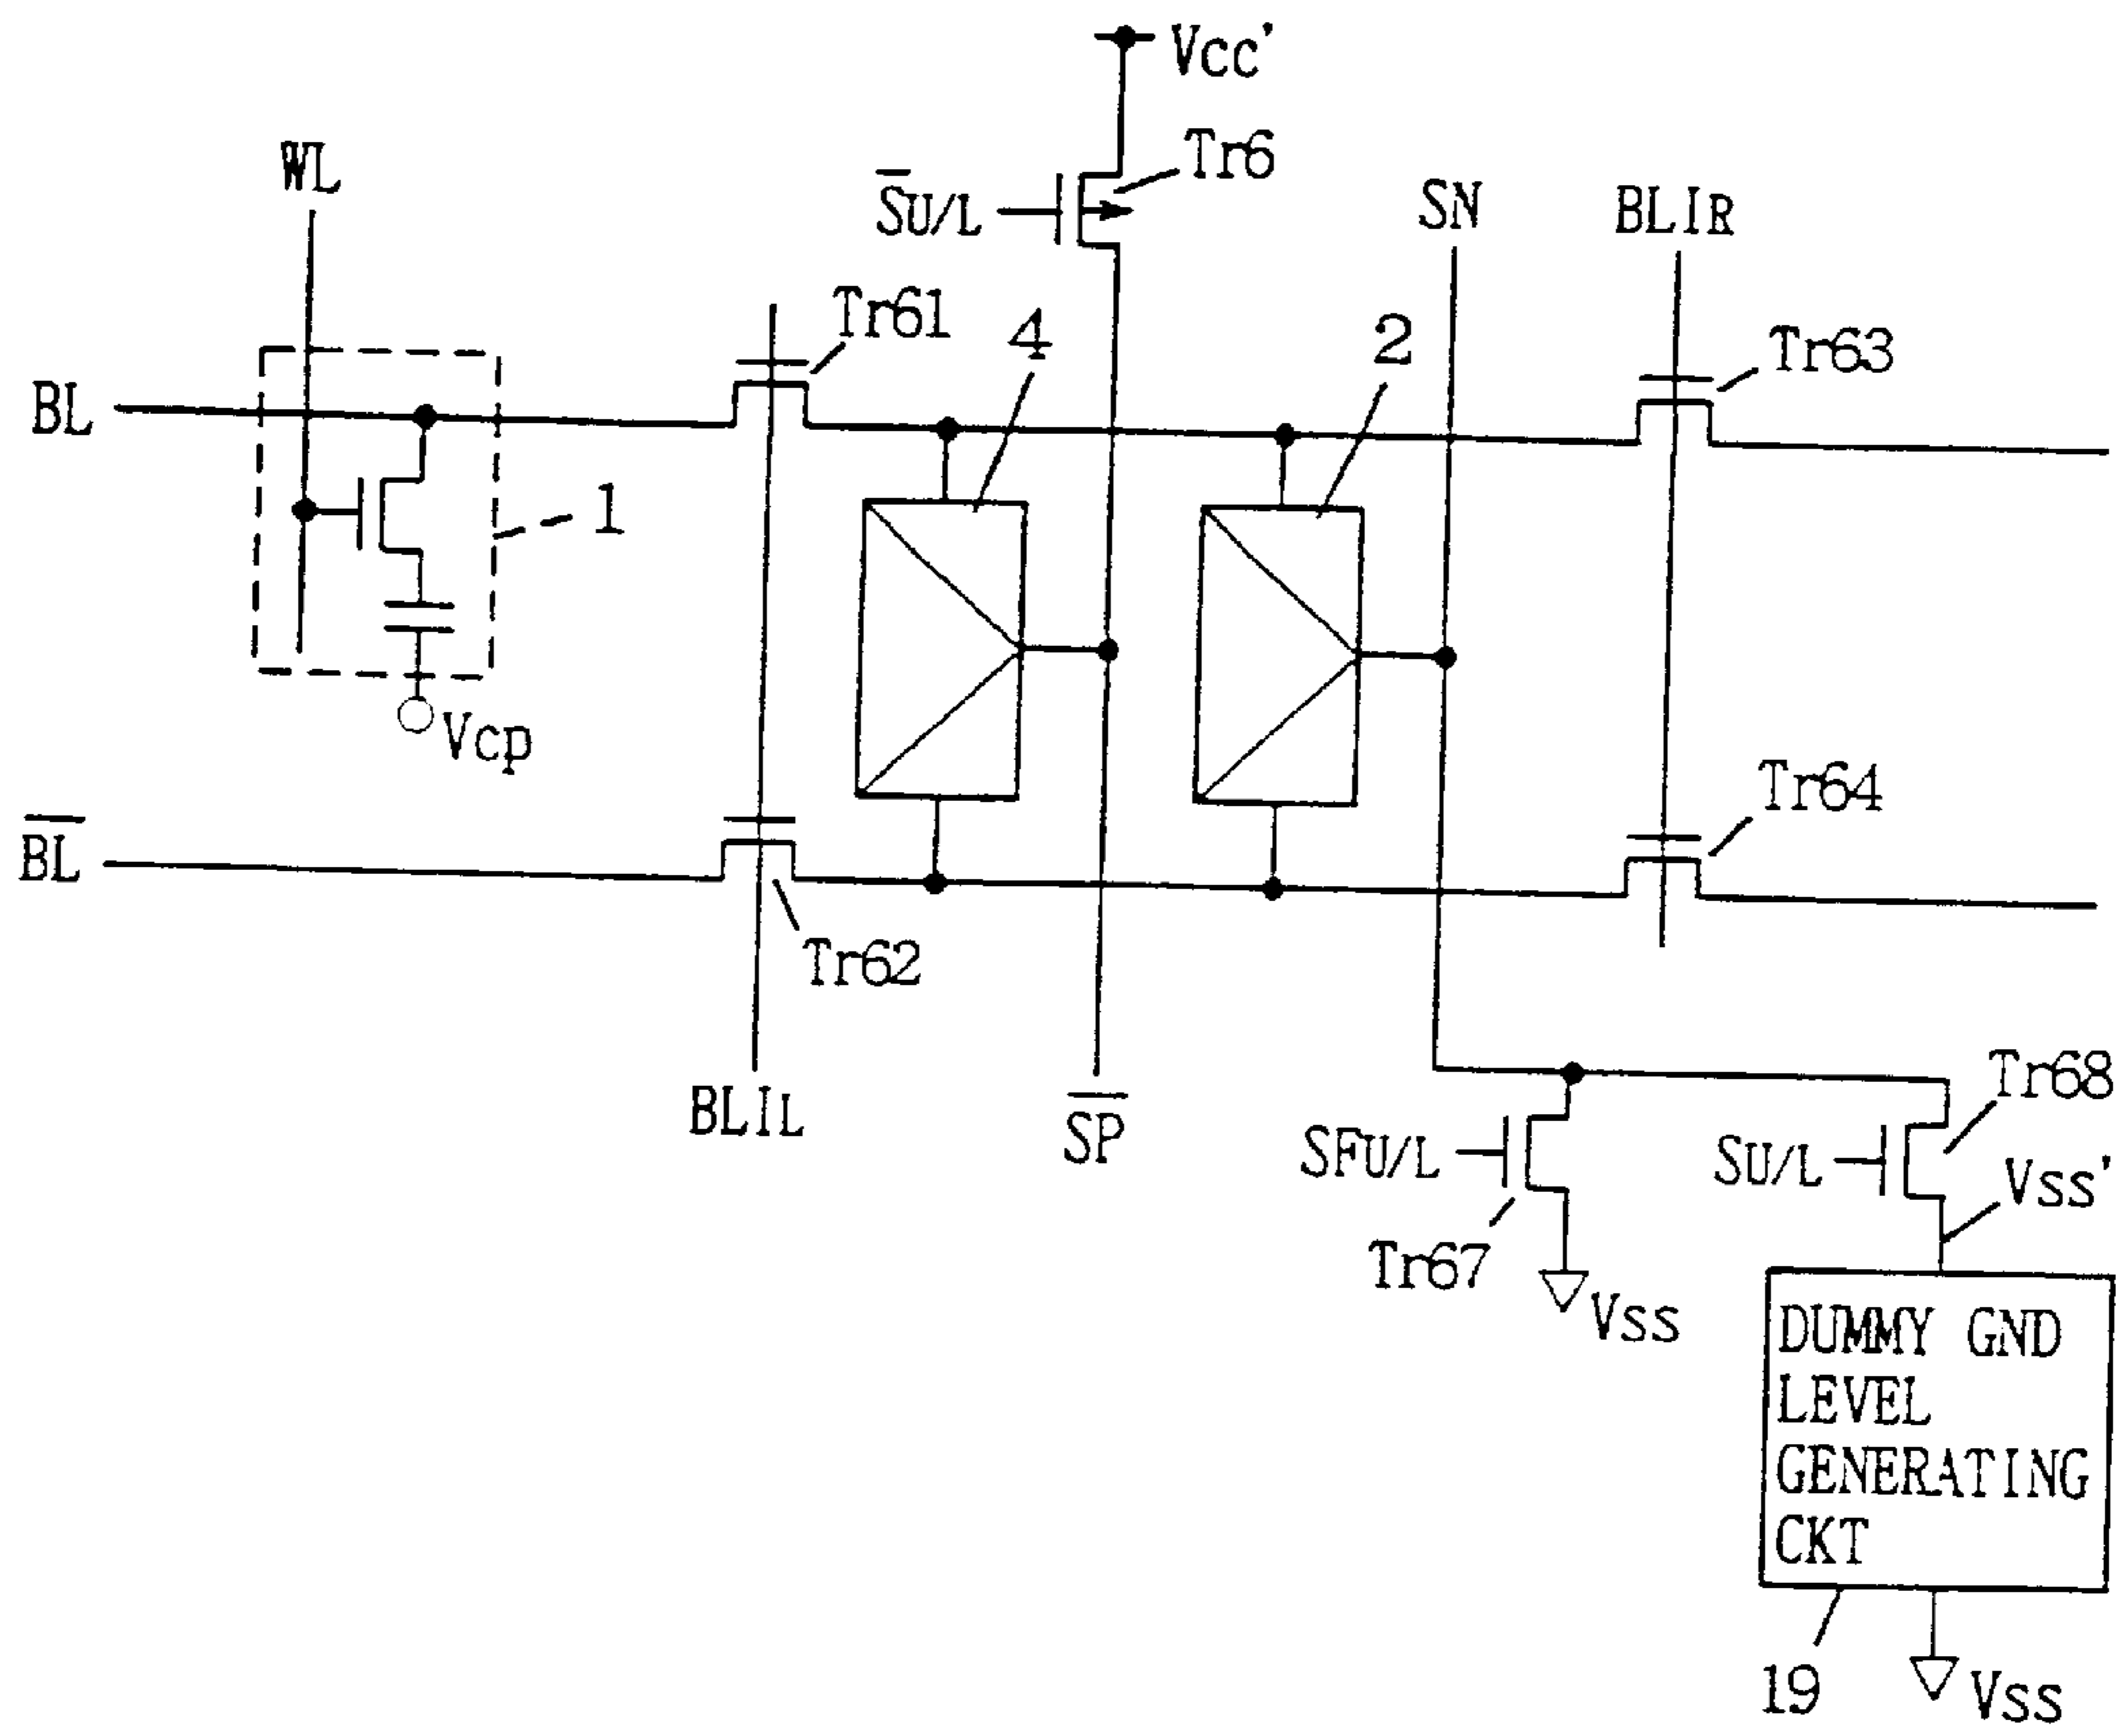 Vcc'
Tr6
WL
S̅U/L
SN
BLIR
Tr61
4
2
Tr63
BL
1
Vcp
Tr64
B̅L̅
Tr62
BLIL
S̅P̅
Tr68
SFU/L
SU/L
Vss'
Tr67
Vss
DUMMY GND
LEVEL
GENERATING
CKT
19
Vss